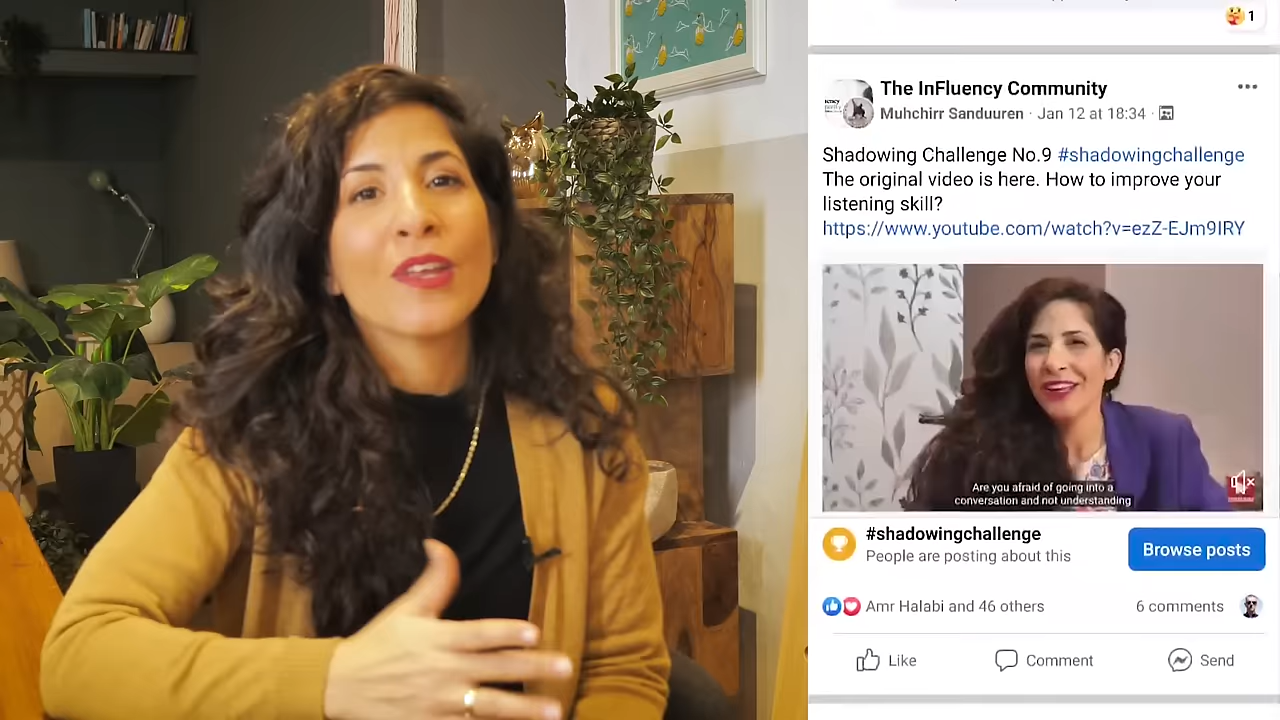 1
The InFluency Community
Muhchirr Sanduuren · Jan 12 at 18:34 ·
Shadowing Challenge No.9 #shadowingchallenge
The original video is here. How to improve your
listening skill?
https://www.youtube.com/watch?v=ezZ-EJm9IRY
Are you afraid of going into a
conversation and not understanding
#shadowingchallenge
People are posting about this
Browse posts
Amr Halabi and 46 others
6 comments
Like
Comment
Send